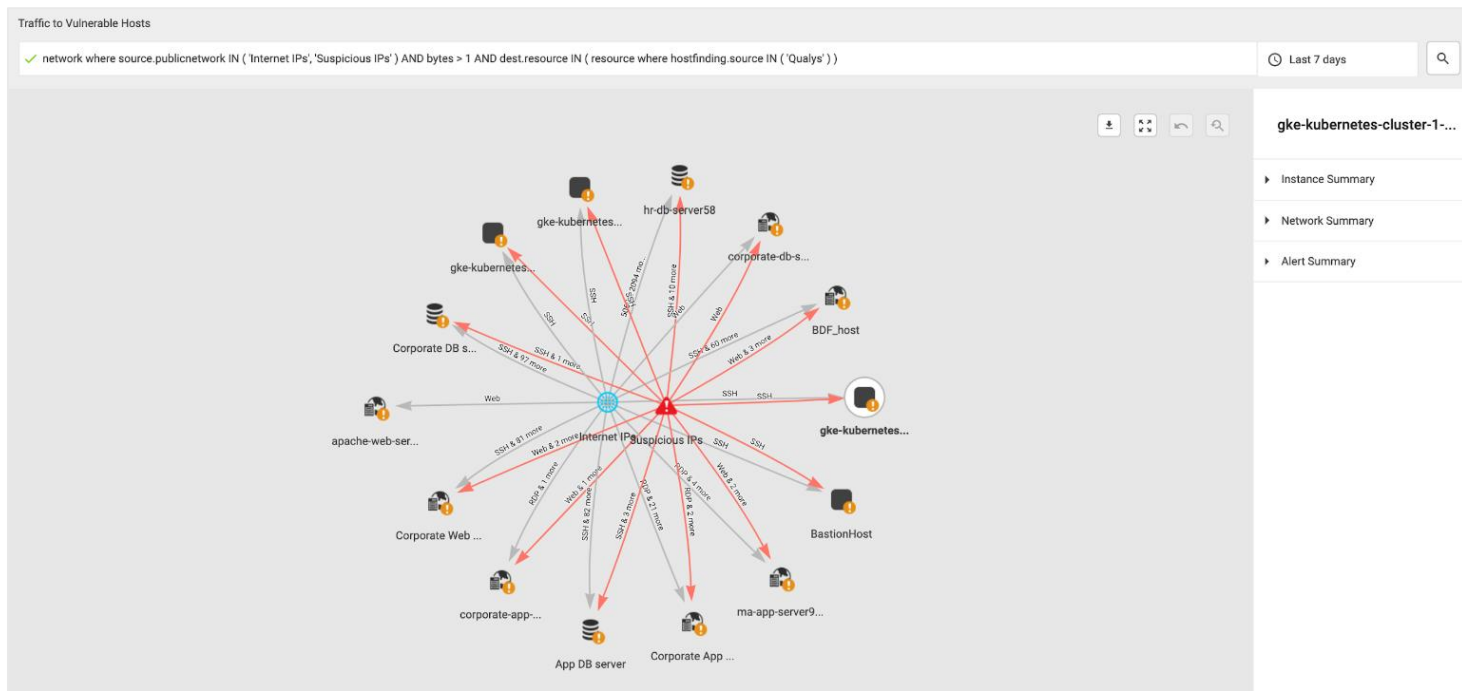 Traffic to Vulnerable Hosts
network where source.publicnetwork IN ( 'Internet IPs', 'Suspicious IPs' ) AND bytes > 1 AND dest.resource IN ( resource where hostfinding.source IN ( 'Qualys' ) )
Last 7 days
gke-kubernetes-cluster-1-...
Instance Summary
Network Summary
Alert Summary
hr-db-server58
gke-kubernetes...
corporate-db-s...
gke-kubernetes...
BDF_host
Corporate DB s...
gke-kubernetes...
apache-web-ser...
Internet IPs
Suspicious IPs
BastionHost
Corporate Web ...
ma-app-server9...
corporate-app-...
App DB server
Corporate App ...
SSH
SSH
SSH
SSH & 10 more
Web
Web
SSH & 60 more
Web & 3 more
SSH & 1 more
SSH & 97 more
Web
SSH
SSH
SSH & 81 more
Web & 2 more
SSH
SSH
RDP & 1 more
Web & 1 more
SSH & 82 more
SSH & 3 more
RDP & 21 more
RDP & 2 more
RDP & 4 more
Web & 2 more